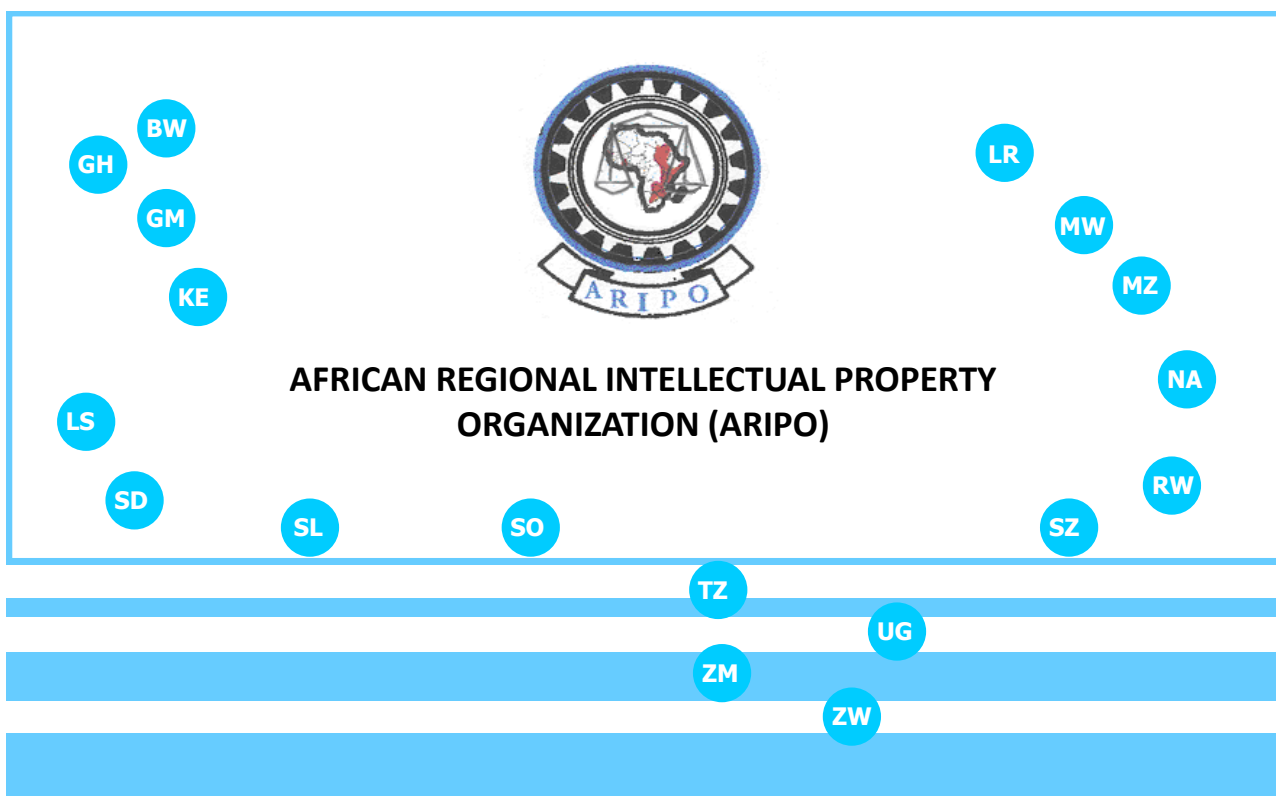 BW
GH
LR
GM
MW
MZ
KE
ARIPO
AFRICAN REGIONAL INTELLECTUAL PROPERTY
ORGANIZATION (ARIPO)
NA
LS
RW
SD
SL
SO
SZ
TZ
UG
ZM
ZW